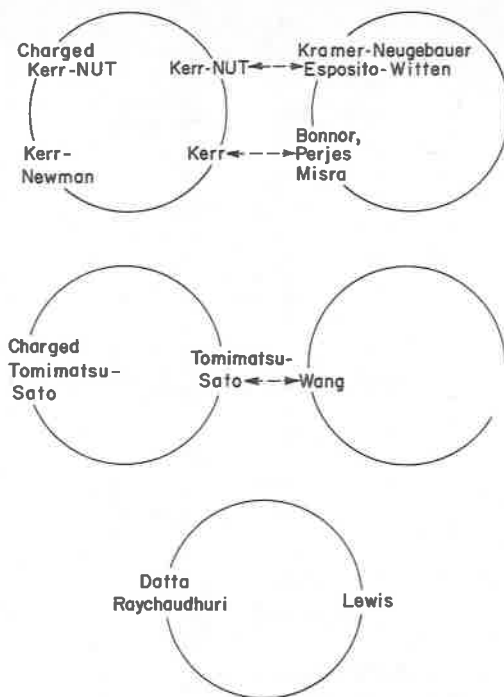 Charged
Kerr-NUT
Kerr-NUT
Kramer-Neugebauer
Esposito-Witten
Kerr-
Newman
Kerr
Bonnor,
Perjes
Misra
Charged
Tomimatsu-
Sato
Tomimatsu-
Sato
Wang
Datta
Raychaudhuri
Lewis